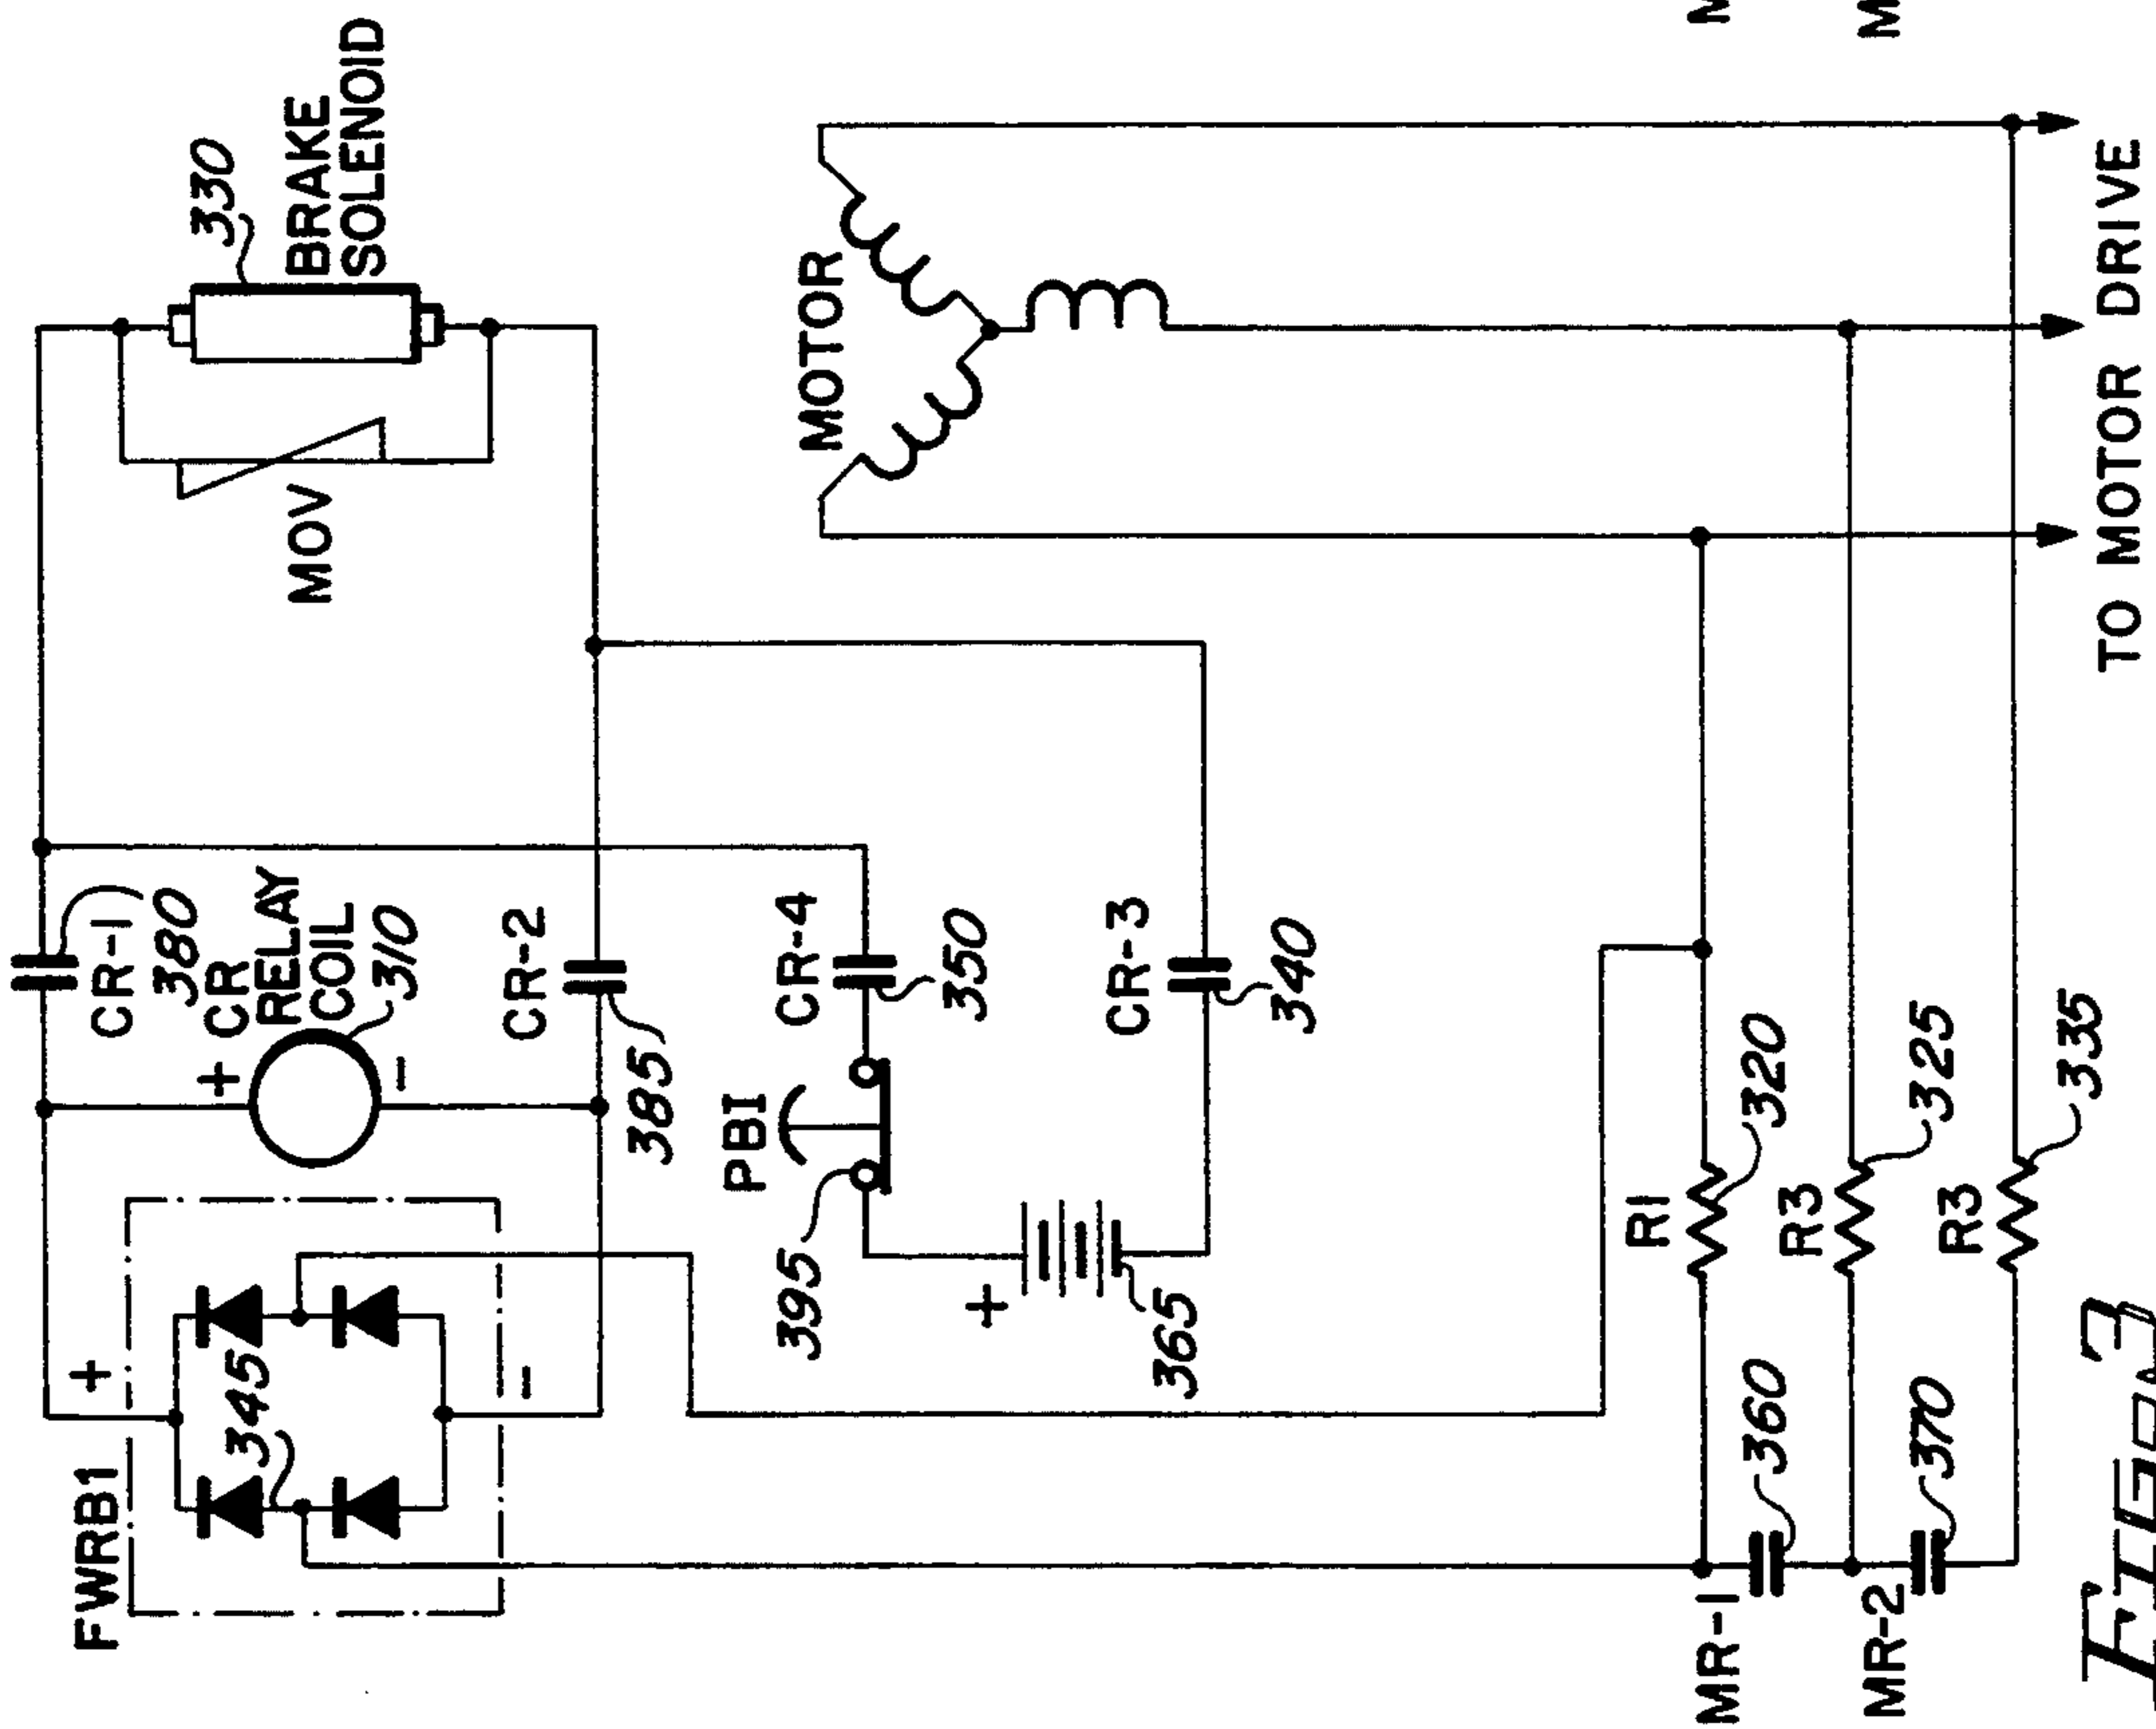 330
BRAKE
SOLENOID
MOV
MOTOR
CR-1
380
CR
RELAY
COIL
310
+
-
CR-2
385
FWRB1
+
345
-
PB1
395
CR-4
350
CR-3
340
+
365
R1
320
R3
325
R3
335
MR-1
360
MR-2
370
TO MOTOR DRIVE
M
FIG. 3